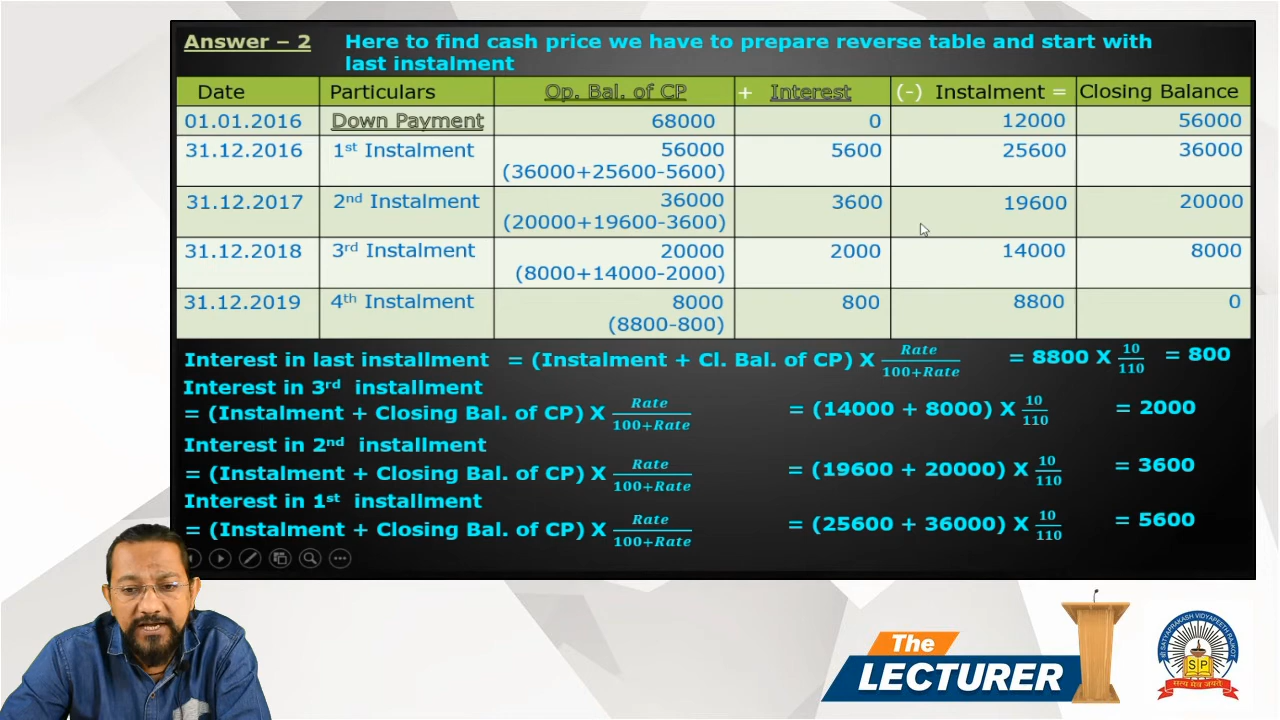 Answer – 2 Here to find cash price we have to prepare reverse table and start with
last instalment
Date Particulars Op. Bal. of CP + Interest (-) Instalment = Closing Balance
01.01.2016 Down Payment 68000 0 12000 56000
31.12.2016 1st Instalment 56000 5600 25600 36000
(36000+25600-5600)
31.12.2017 2nd Instalment 36000 3600 19600 20000
(20000+19600-3600)
31.12.2018 3rd Instalment 20000 2000 14000 8000
(8000+14000-2000)
31.12.2019 4th Instalment 8000 800 8800 0
(8800-800)
Interest in last installment = (Instalment + Cl. Bal. of CP) X Rate/100+Rate = 8800 X 10/110 = 800
Interest in 3rd installment
= (Instalment + Closing Bal. of CP) X Rate/100+Rate = (14000 + 8000) X 10/110 = 2000
Interest in 2nd installment
= (Instalment + Closing Bal. of CP) X Rate/100+Rate = (19600 + 20000) X 10/110 = 3600
Interest in 1st installment
= (Instalment + Closing Bal. of CP) X Rate/100+Rate = (25600 + 36000) X 10/110 = 5600
The
LECTURER
SHREE SATYAPRAKASH VIDYAPEETH RAJKOT
SP
सत्य मेव जयते